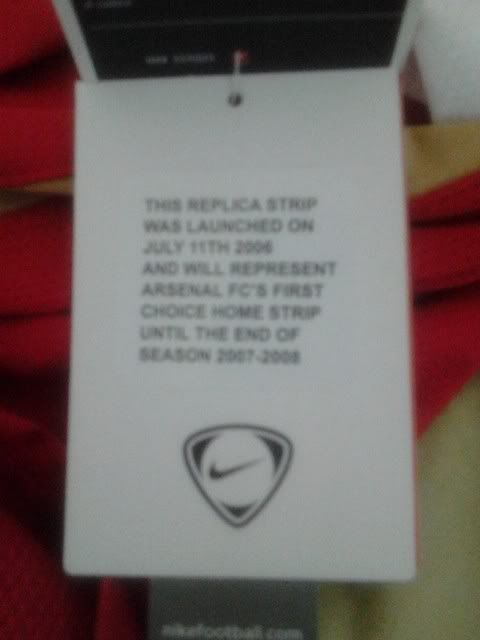 THIS REPLICA STRIP
WAS LAUNCHED ON
JULY 11TH 2006
AND WILL REPRESENT
ARSENAL FC'S FIRST
CHOICE HOME STRIP
UNTIL THE END OF
SEASON 2007-2008
nikefootball.com